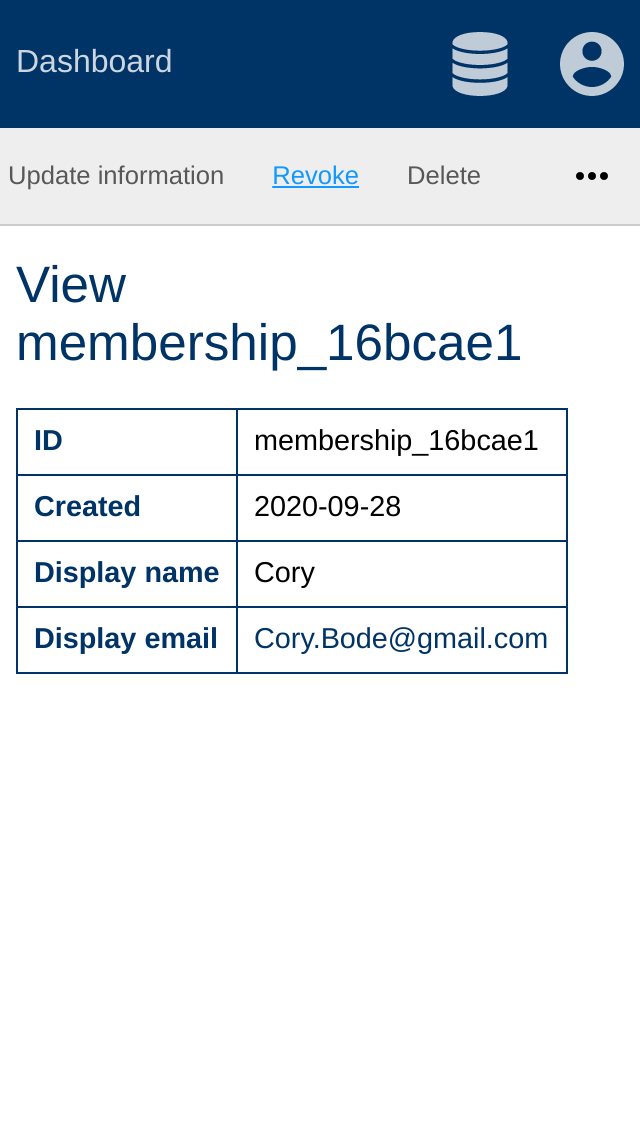 Dashboard
Update information Revoke Delete
View
membership_16bcae1
ID membership_16bcae1
Created 2020-09-28
Display name Cory
Display email Cory.Bode@gmail.com